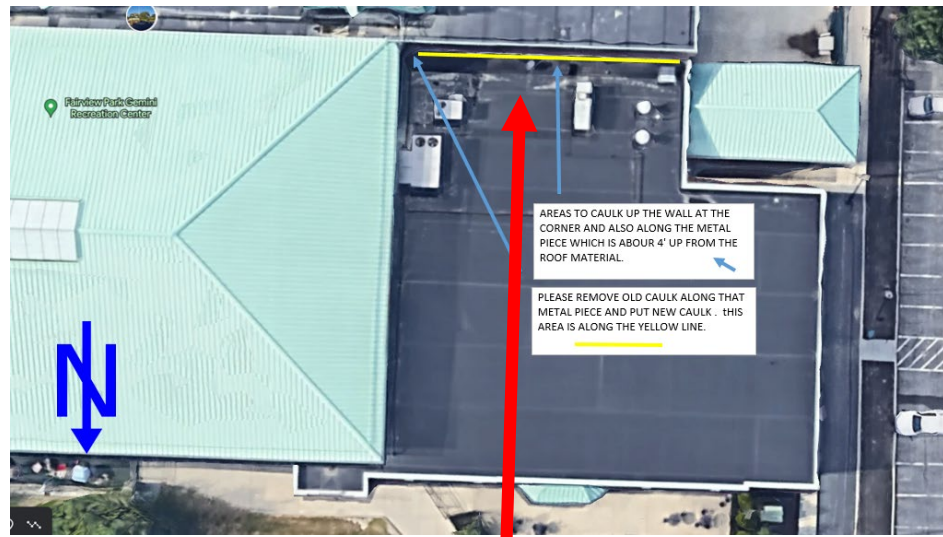 Fairview Park Gemini
Recreation Center
AREAS TO CAULK UP THE WALL AT THE
CORNER AND ALSO ALONG THE METAL
PIECE WHICH IS ABOUR 4' UP FROM THE
ROOF MATERIAL.
PLEASE REMOVE OLD CAULK ALONG THAT
METAL PIECE AND PUT NEW CAULK . tHIS
AREA IS ALONG THE YELLOW LINE.
N